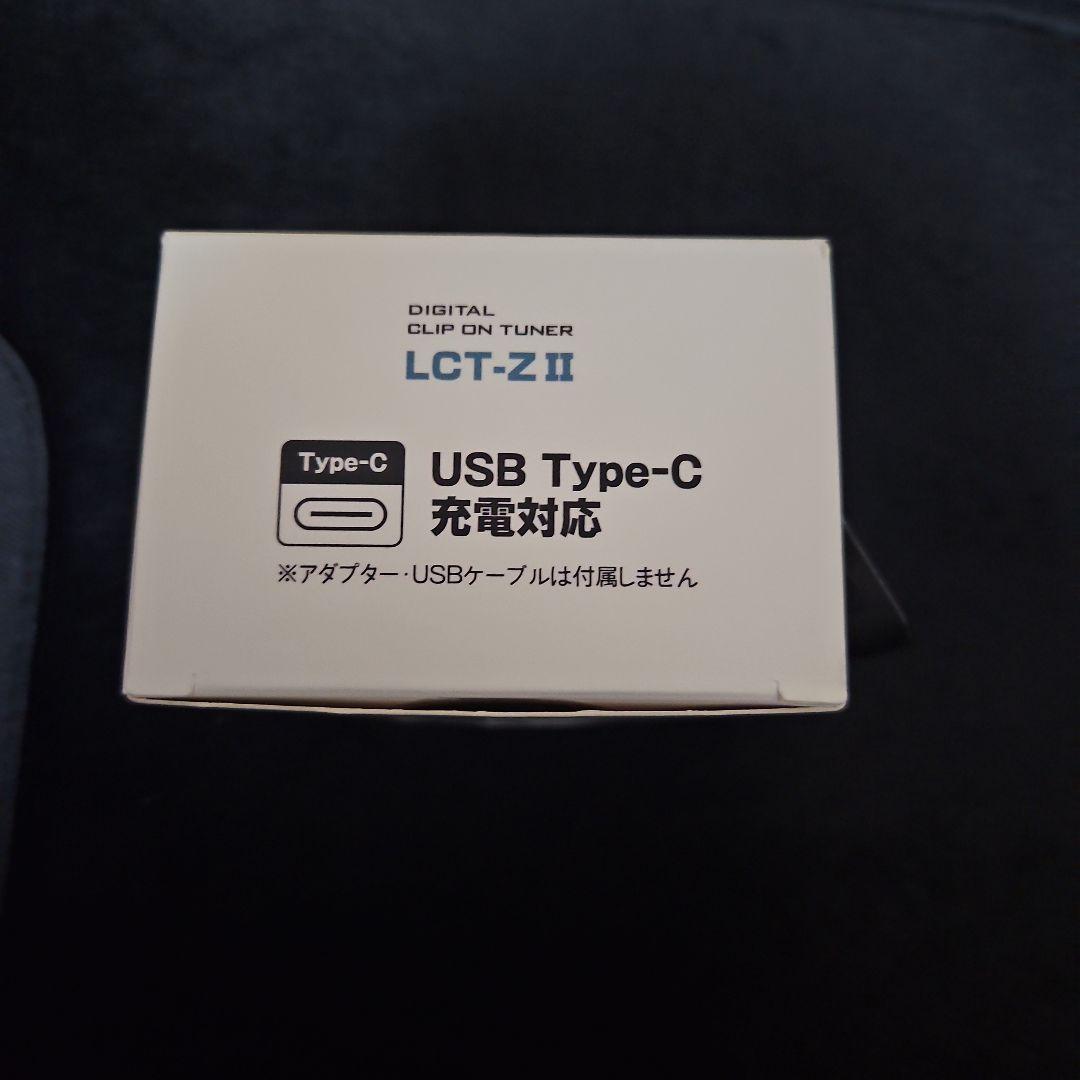 DIGITAL
CLIP ON TUNER
LCT-Z II
Type-C
USB Type-C
充電対応
※アダプター・USBケーブルは付属しません